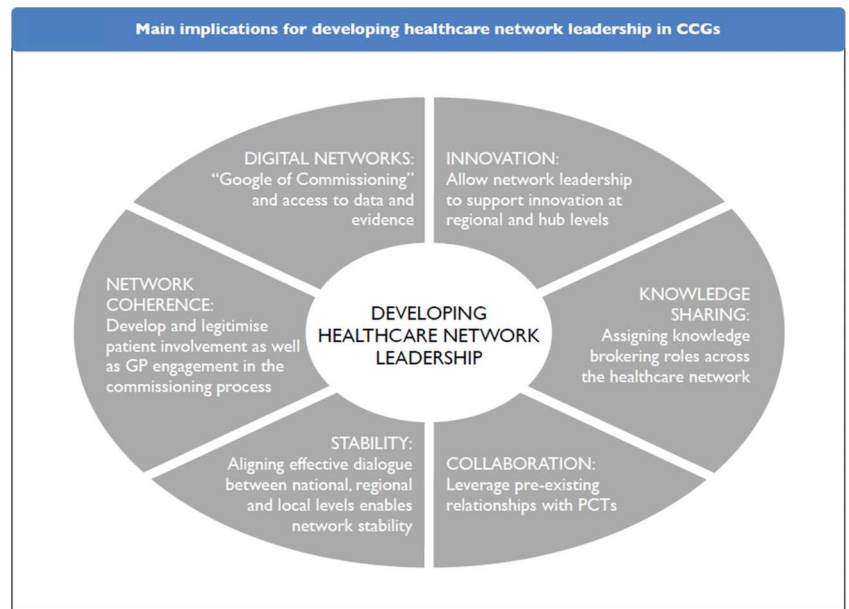 Main implications for developing healthcare network leadership in CCGs
DIGITAL NETWORKS:
“Google of Commissioning”
and access to data and
evidence
INNOVATION:
Allow network leadership
to support innovation at
regional and hub levels
NETWORK
COHERENCE:
Develop and legitimise
patient involvement as well
as GP engagement in the
commissioning process
DEVELOPING
HEALTHCARE NETWORK
LEADERSHIP
KNOWLEDGE
SHARING:
Assigning knowledge
brokering roles across
the healthcare network
STABILITY:
Aligning effective dialogue
between national, regional
and local levels enables
network stability
COLLABORATION:
Leverage pre-existing
relationships with PCTs